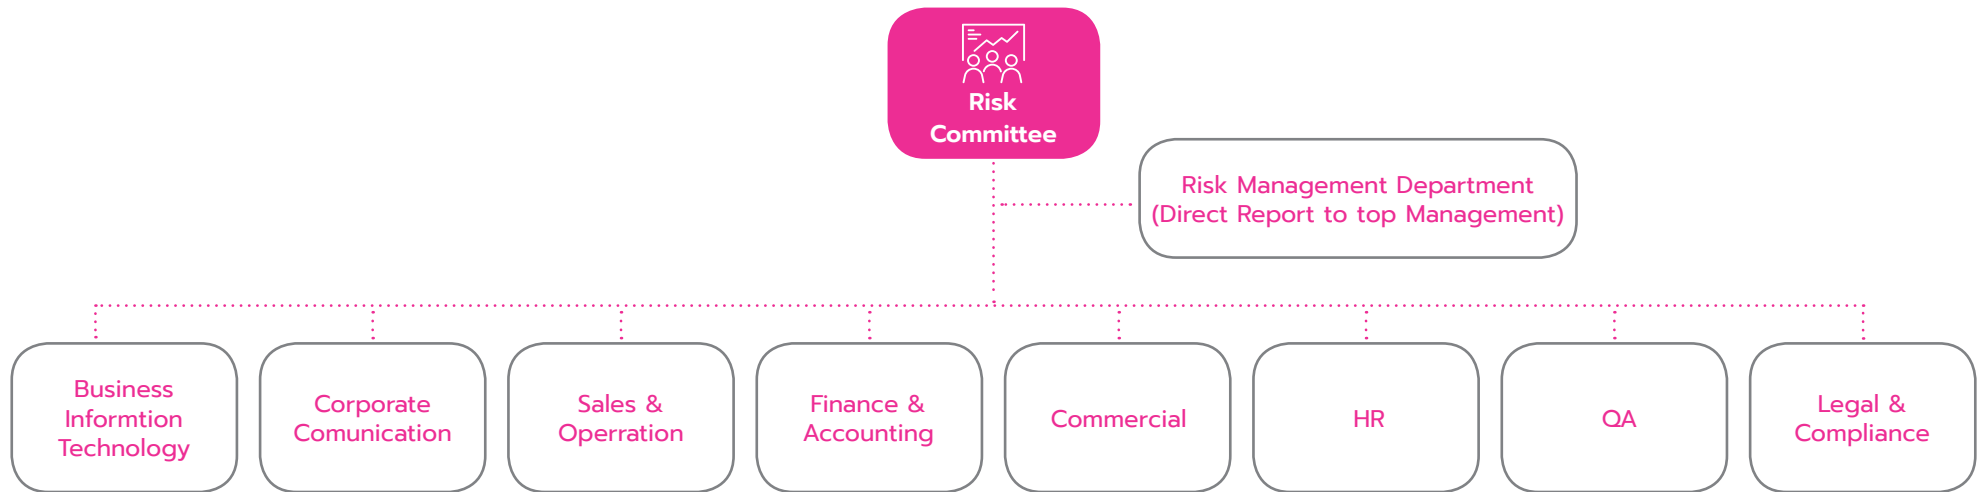 Risk
Committee
Risk Management Department
(Direct Report to top Management)
Business
Informtion
Technology
Corporate
Comunication
Sales &
Operration
Finance &
Accounting
Commercial
HR
QA
Legal &
Compliance